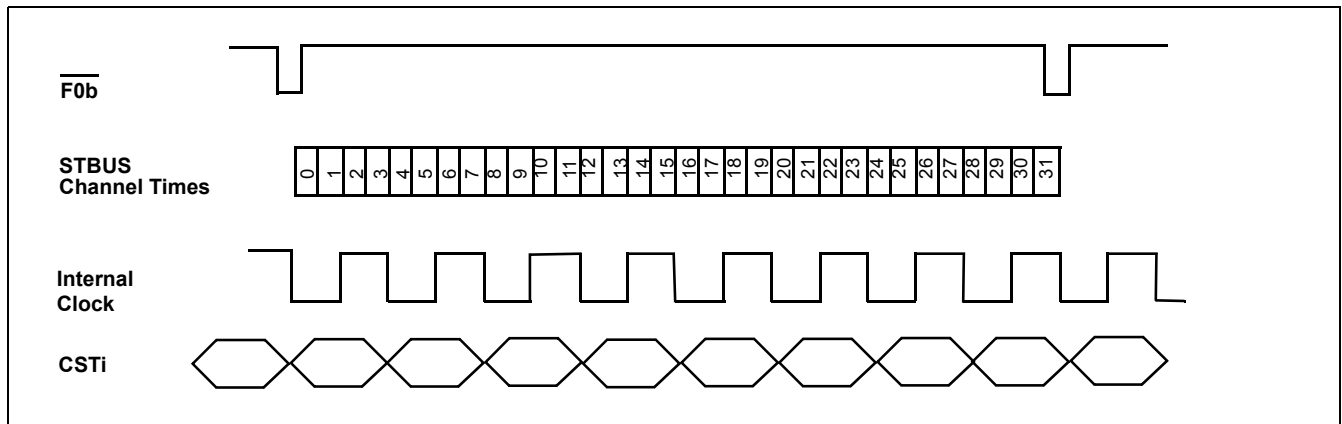 F0b
STBUS
Channel Times
0 1 2 3 4 5 6 7 8 9 10 11 12 13 14 15 16 17 18 19 20 21 22 23 24 25 26 27 28 29 30 31
Internal
Clock
CSTi